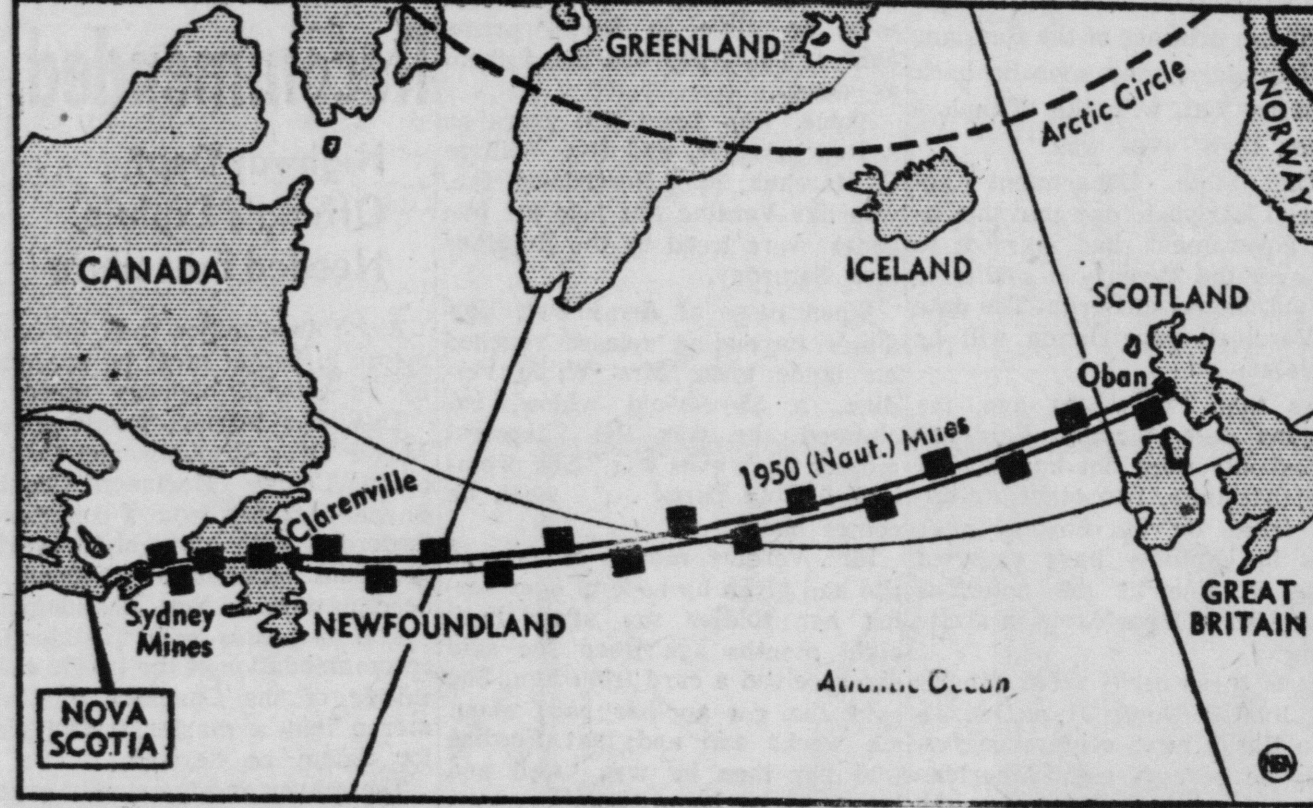 GREENLAND
Arctic Circle
NORWAY
CANADA
ICELAND
SCOTLAND
Oban
1950 (Naut.) Miles
Clarenville
Sydney
Mines
NEWFOUNDLAND
GREAT
BRITAIN
Atlantic Ocean
NOVA
SCOTIA
NEA